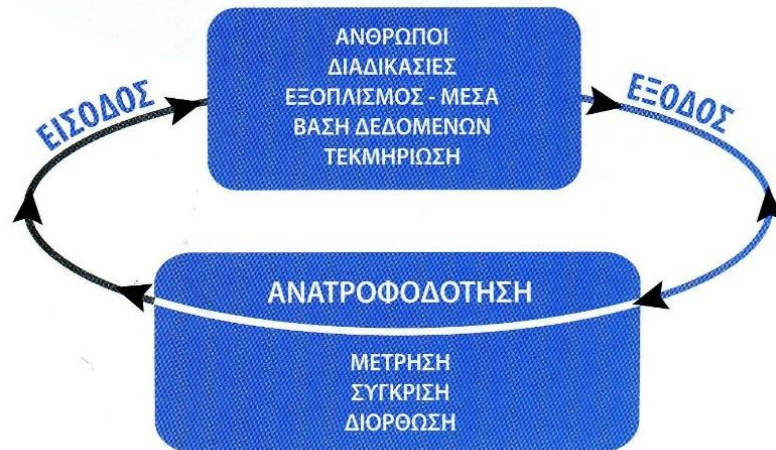 ΕΙΣΟΔΟΣ
ΑΝΘΡΩΠΟΙ
ΔΙΑΔΙΚΑΣΙΕΣ
ΕΞΟΠΛΙΣΜΟΣ - ΜΕΣΑ
ΒΑΣΗ ΔΕΔΟΜΕΝΩΝ
ΤΕΚΜΗΡΙΩΣΗ
ΕΞΟΔΟΣ
ΑΝΑΤΡΟΦΟΔΟΤΗΣΗ
ΜΕΤΡΗΣΗ
ΣΥΓΚΡΙΣΗ
ΔΙΟΡΘΩΣΗ